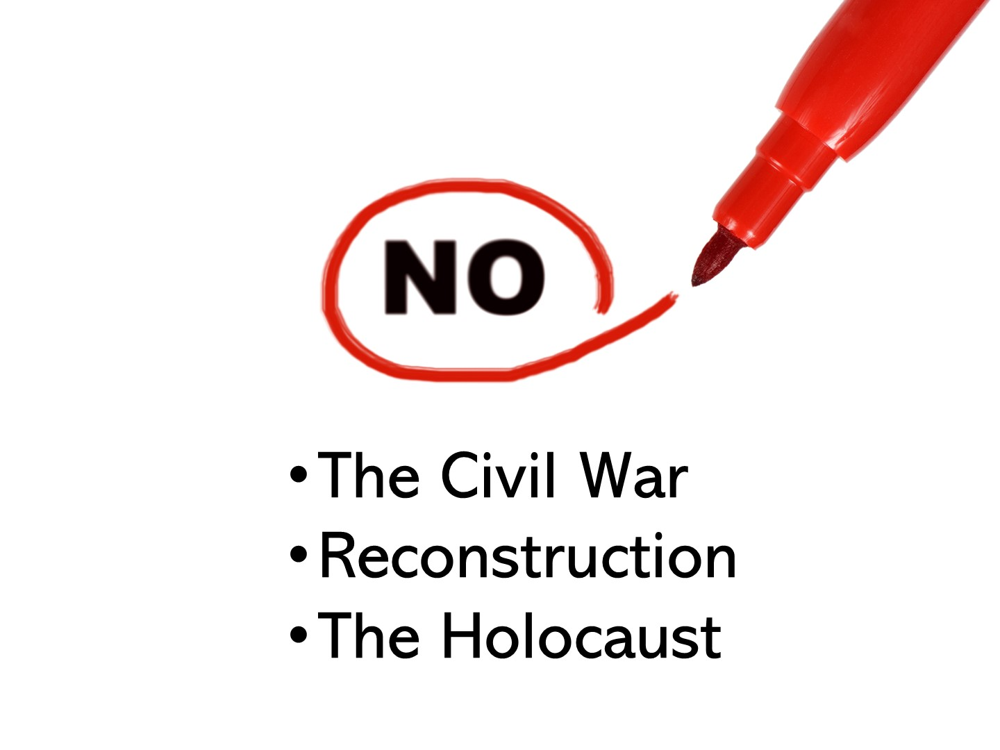 NO
• The Civil War
• Reconstruction
• The Holocaust